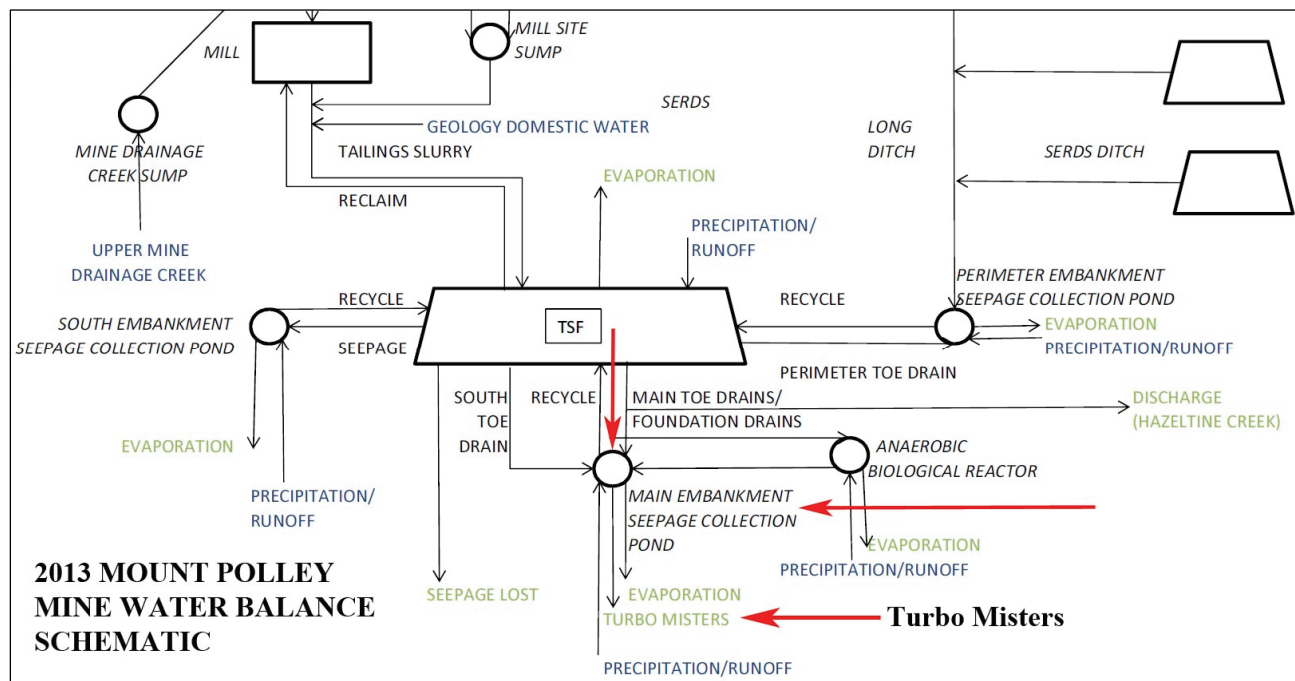 MILL
MILL SITE
SUMP
SERDS
GEOLOGY DOMESTIC WATER
LONG
DITCH
MINE DRAINAGE
CREEK SUMP
TAILINGS SLURRY
SERDS DITCH
EVAPORATION
RECLAIM
UPPER MINE
DRAINAGE CREEK
PRECIPITATION/
RUNOFF
PERIMETER EMBANKMENT
SEEPAGE COLLECTION POND
RECYCLE
RECYCLE
SOUTH EMBANKMENT
SEEPAGE COLLECTION POND
TSF
EVAPORATION
SEEPAGE
PRECIPITATION/RUNOFF
PERIMETER TOE DRAIN
SOUTH
TOE
DRAIN
RECYCLE
MAIN TOE DRAINS/
FOUNDATION DRAINS
DISCHARGE
(HAZELTINE CREEK)
EVAPORATION
ANAEROBIC
BIOLOGICAL REACTOR
PRECIPITATION/
RUNOFF
MAIN EMBANKMENT
SEEPAGE COLLECTION
POND
EVAPORATION
PRECIPITATION/RUNOFF
2013 MOUNT POLLEY
MINE WATER BALANCE
SCHEMATIC
SEEPAGE LOST
EVAPORATION
TURBO MISTERS
Turbo Misters
PRECIPITATION/RUNOFF